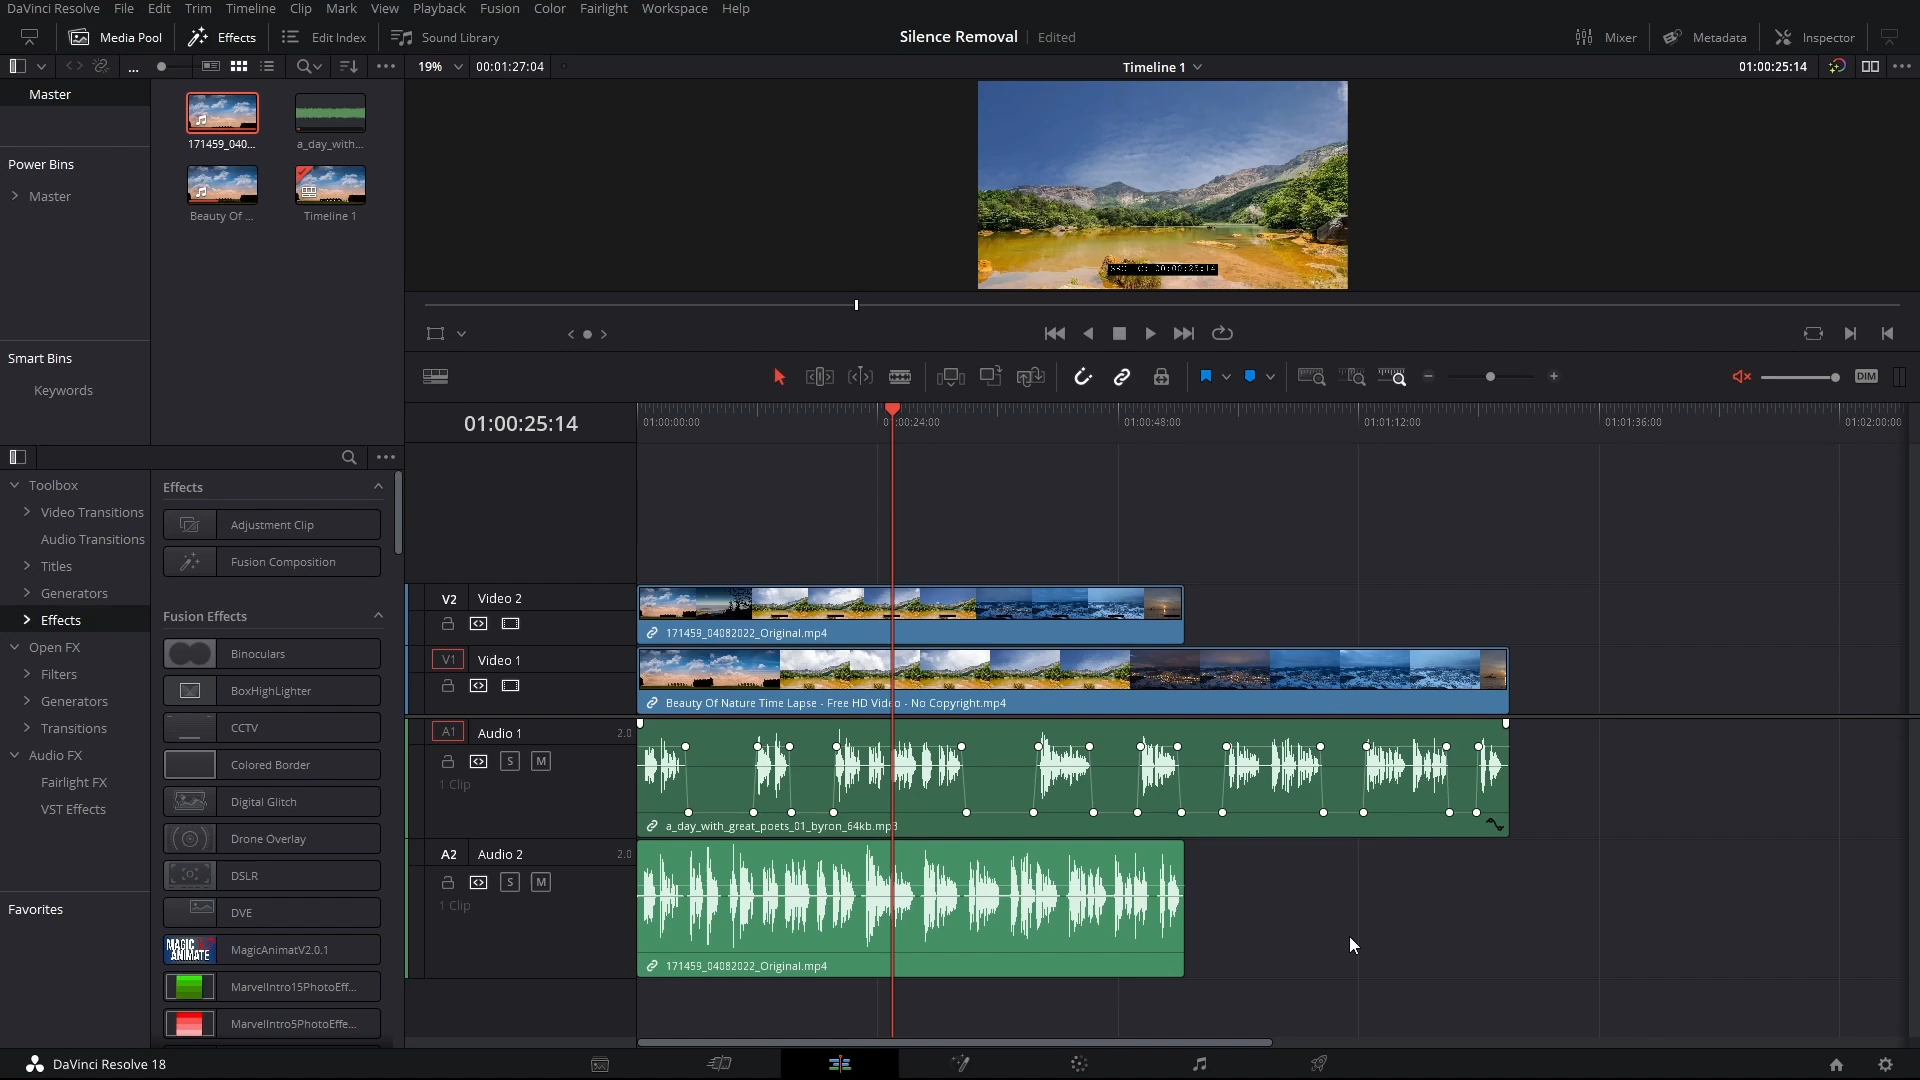 DaVinci Resolve File Edit Trim Timeline Clip Mark View Playback Fusion Color Fairlight Workspace Help
Media Pool Effects Edit Index Sound Library Silence Removal Edited Mixer Metadata Inspector
... 19% 00:01:27:04 Timeline 1 01:00:25:14
Master
171459_040... a_day_with...
Power Bins
Master
Beauty Of ... Timeline 1
Smart Bins
Keywords
DIM
01:00:25:14
01:00:00:00 01:00:24:00 01:00:48:00 01:01:12:00 01:01:36:00 01:02:00:00
Toolbox
Video Transitions
Audio Transitions
Titles
Generators
Effects
Open FX
Filters
Generators
Transitions
Audio FX
Fairlight FX
VST Effects
Favorites
Effects
Adjustment Clip
Fusion Composition
Fusion Effects
Binoculars
BoxHighLighter
CCTV
Colored Border
Digital Glitch
Drone Overlay
DSLR
DVE
MAGIC ANIMATE MagicAnimatV2.0.1
MarvelIntro15PhotoEff...
MarvelIntro5PhotoEffe...
V2 Video 2
171459_04082022_Original.mp4
V1 Video 1
Beauty Of Nature Time Lapse - Free HD Video - No Copyright.mp4
A1 Audio 1 2.0
S M
1 Clip
a_day_with_great_poets_01_byron_64kb.mp3
A2 Audio 2 2.0
S M
1 Clip
171459_04082022_Original.mp4
DaVinci Resolve 18